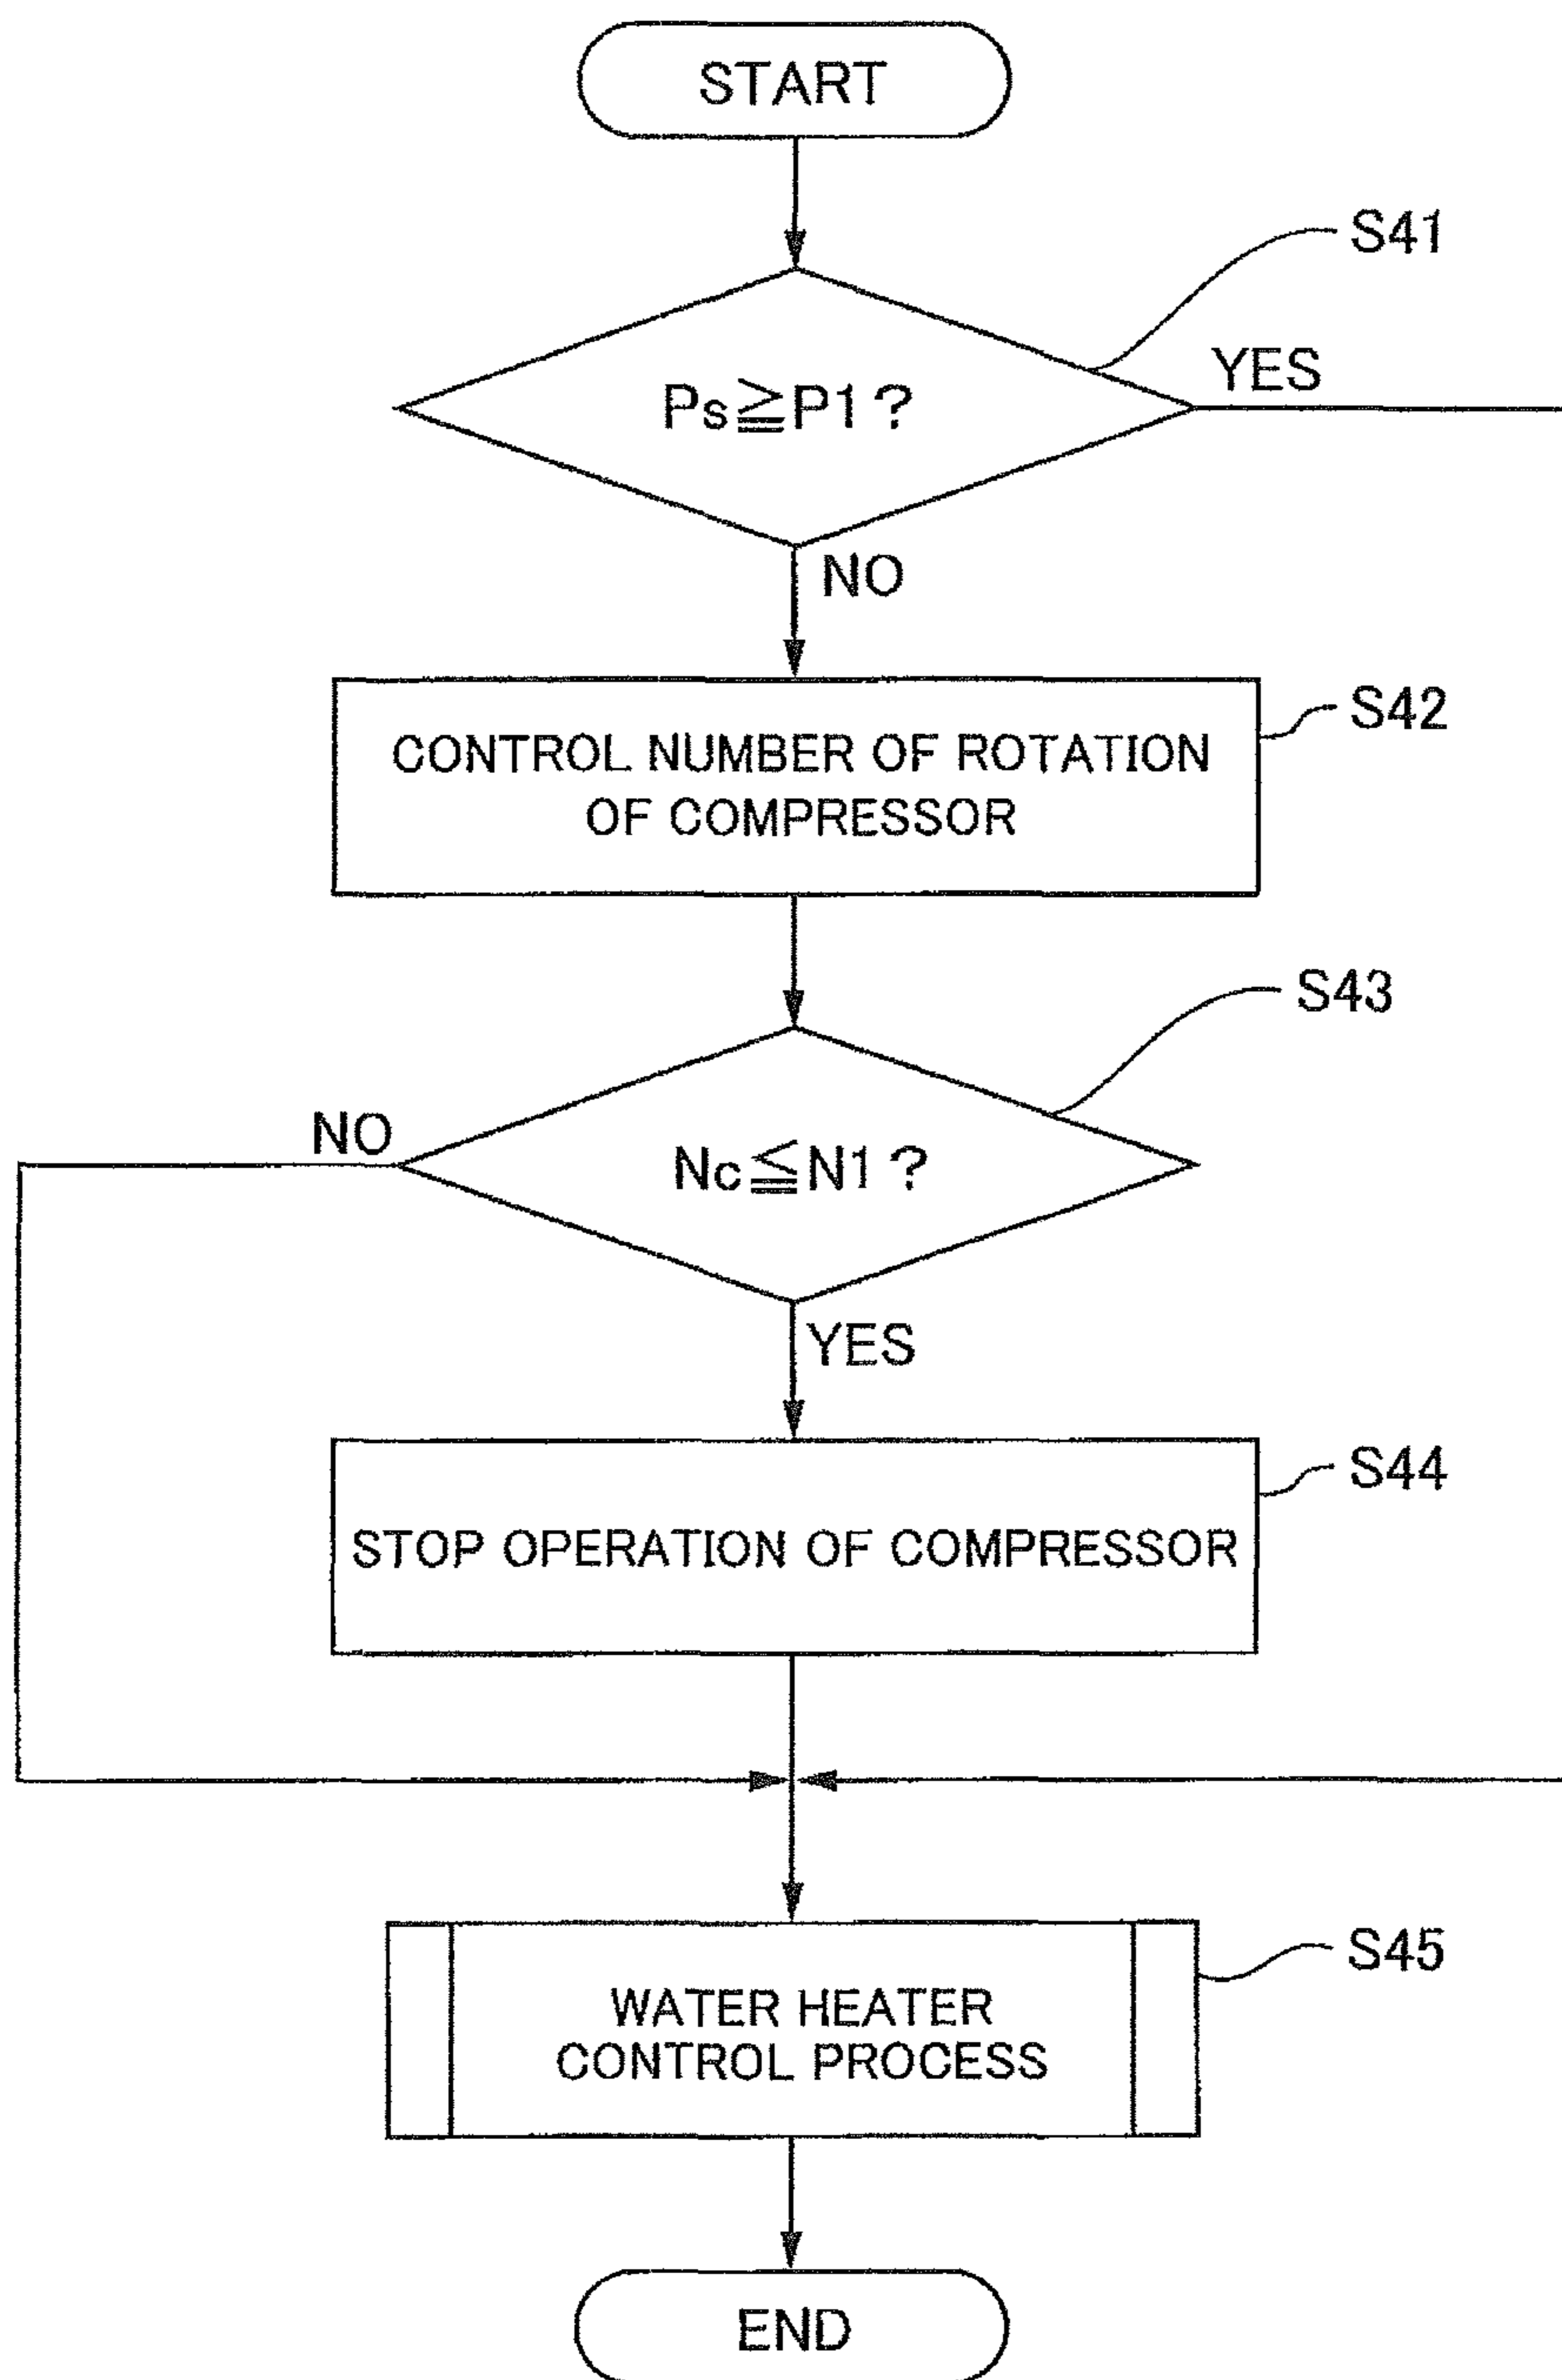 START
S41
Ps≧P1?
YES
NO
CONTROL NUMBER OF ROTATION
OF COMPRESSOR
S42
S43
NO
Nc≦N1?
YES
STOP OPERATION OF COMPRESSOR
S44
WATER HEATER
CONTROL PROCESS
S45
END